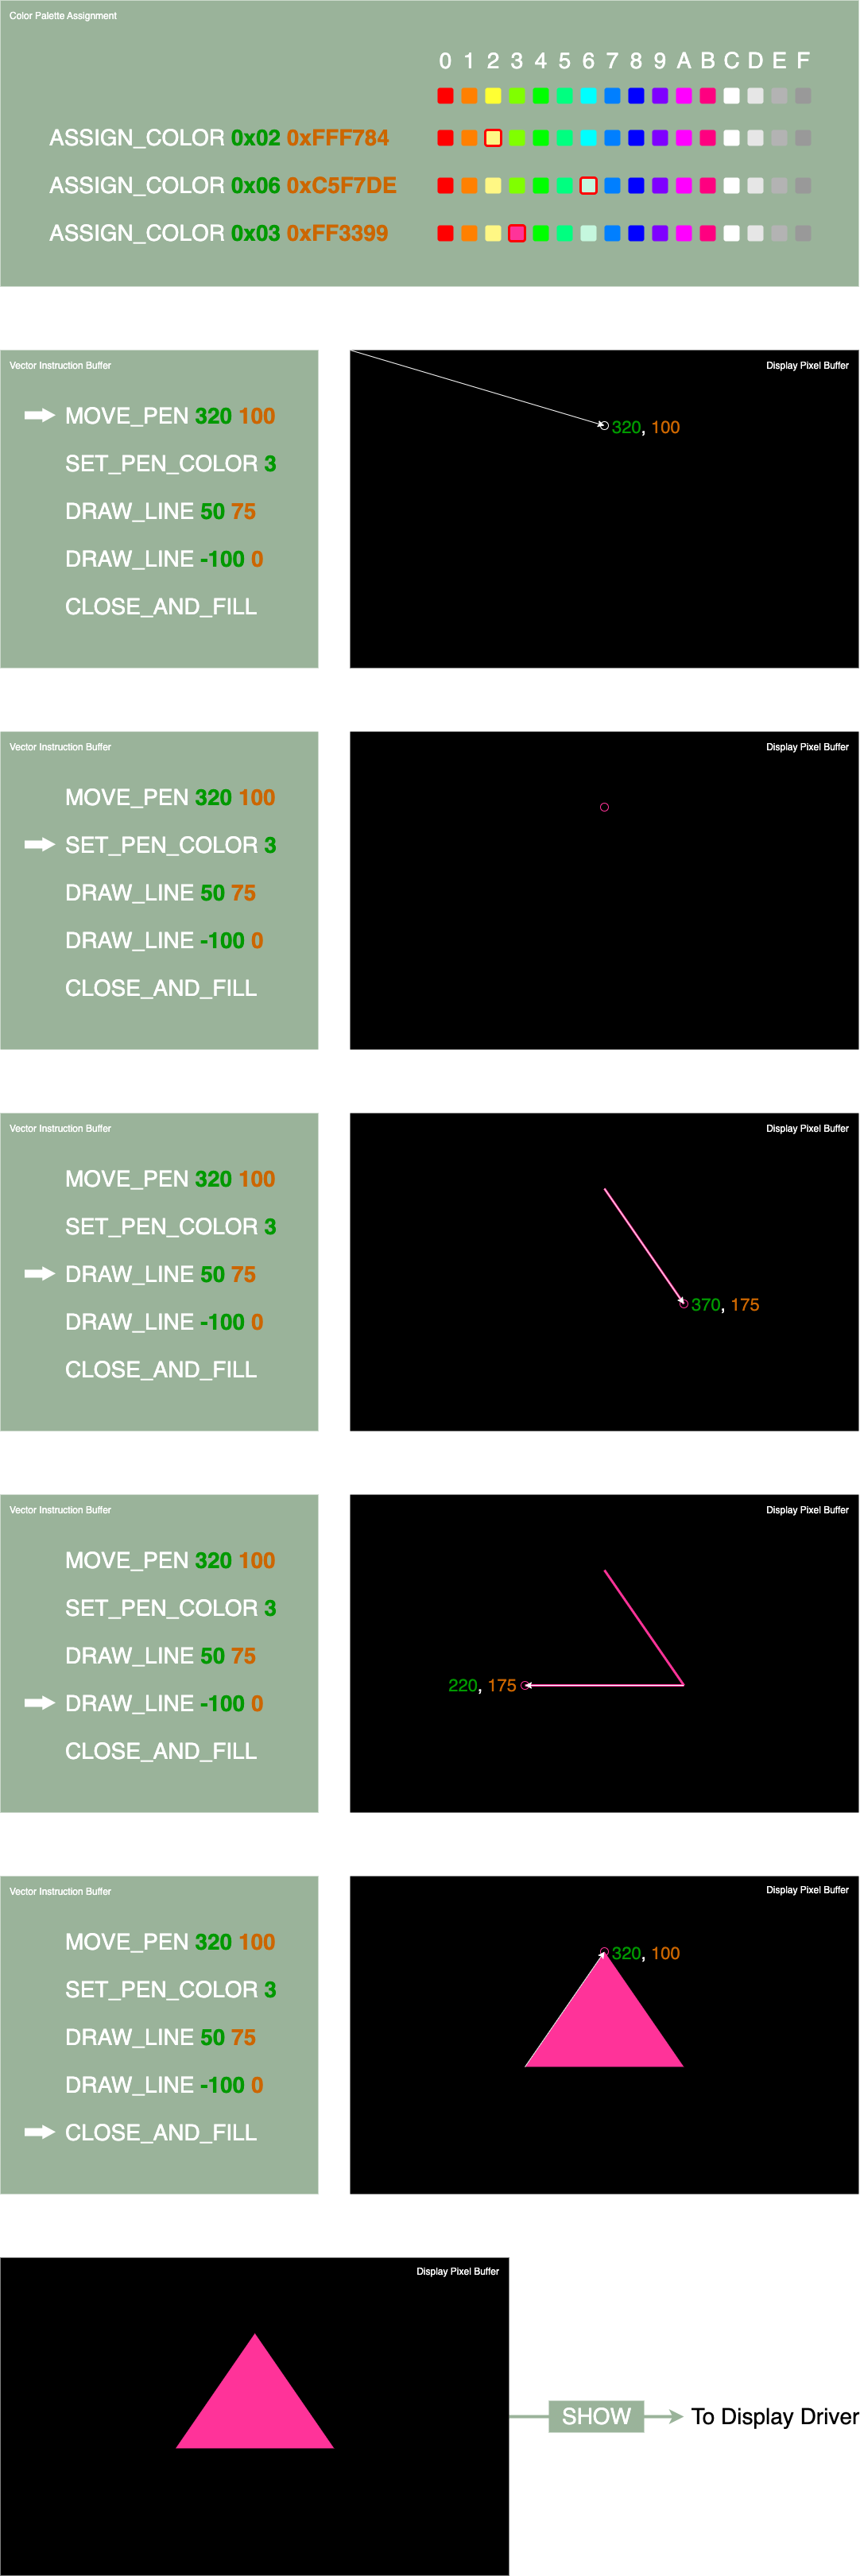 Color Palette Assignment
0 1 2 3 4 5 6 7 8 9 A B C D E F
ASSIGN_COLOR 0x02 0xFFF784
ASSIGN_COLOR 0x06 0xC5F7DE
ASSIGN_COLOR 0x03 0xFF3399
Vector Instruction Buffer
MOVE_PEN 320 100
SET_PEN_COLOR 3
DRAW_LINE 50 75
DRAW_LINE -100 0
CLOSE_AND_FILL
Display Pixel Buffer
320, 100
Vector Instruction Buffer
MOVE_PEN 320 100
SET_PEN_COLOR 3
DRAW_LINE 50 75
DRAW_LINE -100 0
CLOSE_AND_FILL
Display Pixel Buffer
Vector Instruction Buffer
MOVE_PEN 320 100
SET_PEN_COLOR 3
DRAW_LINE 50 75
DRAW_LINE -100 0
CLOSE_AND_FILL
Display Pixel Buffer
370, 175
Vector Instruction Buffer
MOVE_PEN 320 100
SET_PEN_COLOR 3
DRAW_LINE 50 75
DRAW_LINE -100 0
CLOSE_AND_FILL
Display Pixel Buffer
220, 175
Vector Instruction Buffer
MOVE_PEN 320 100
SET_PEN_COLOR 3
DRAW_LINE 50 75
DRAW_LINE -100 0
CLOSE_AND_FILL
Display Pixel Buffer
320, 100
Display Pixel Buffer
SHOW
To Display Driver